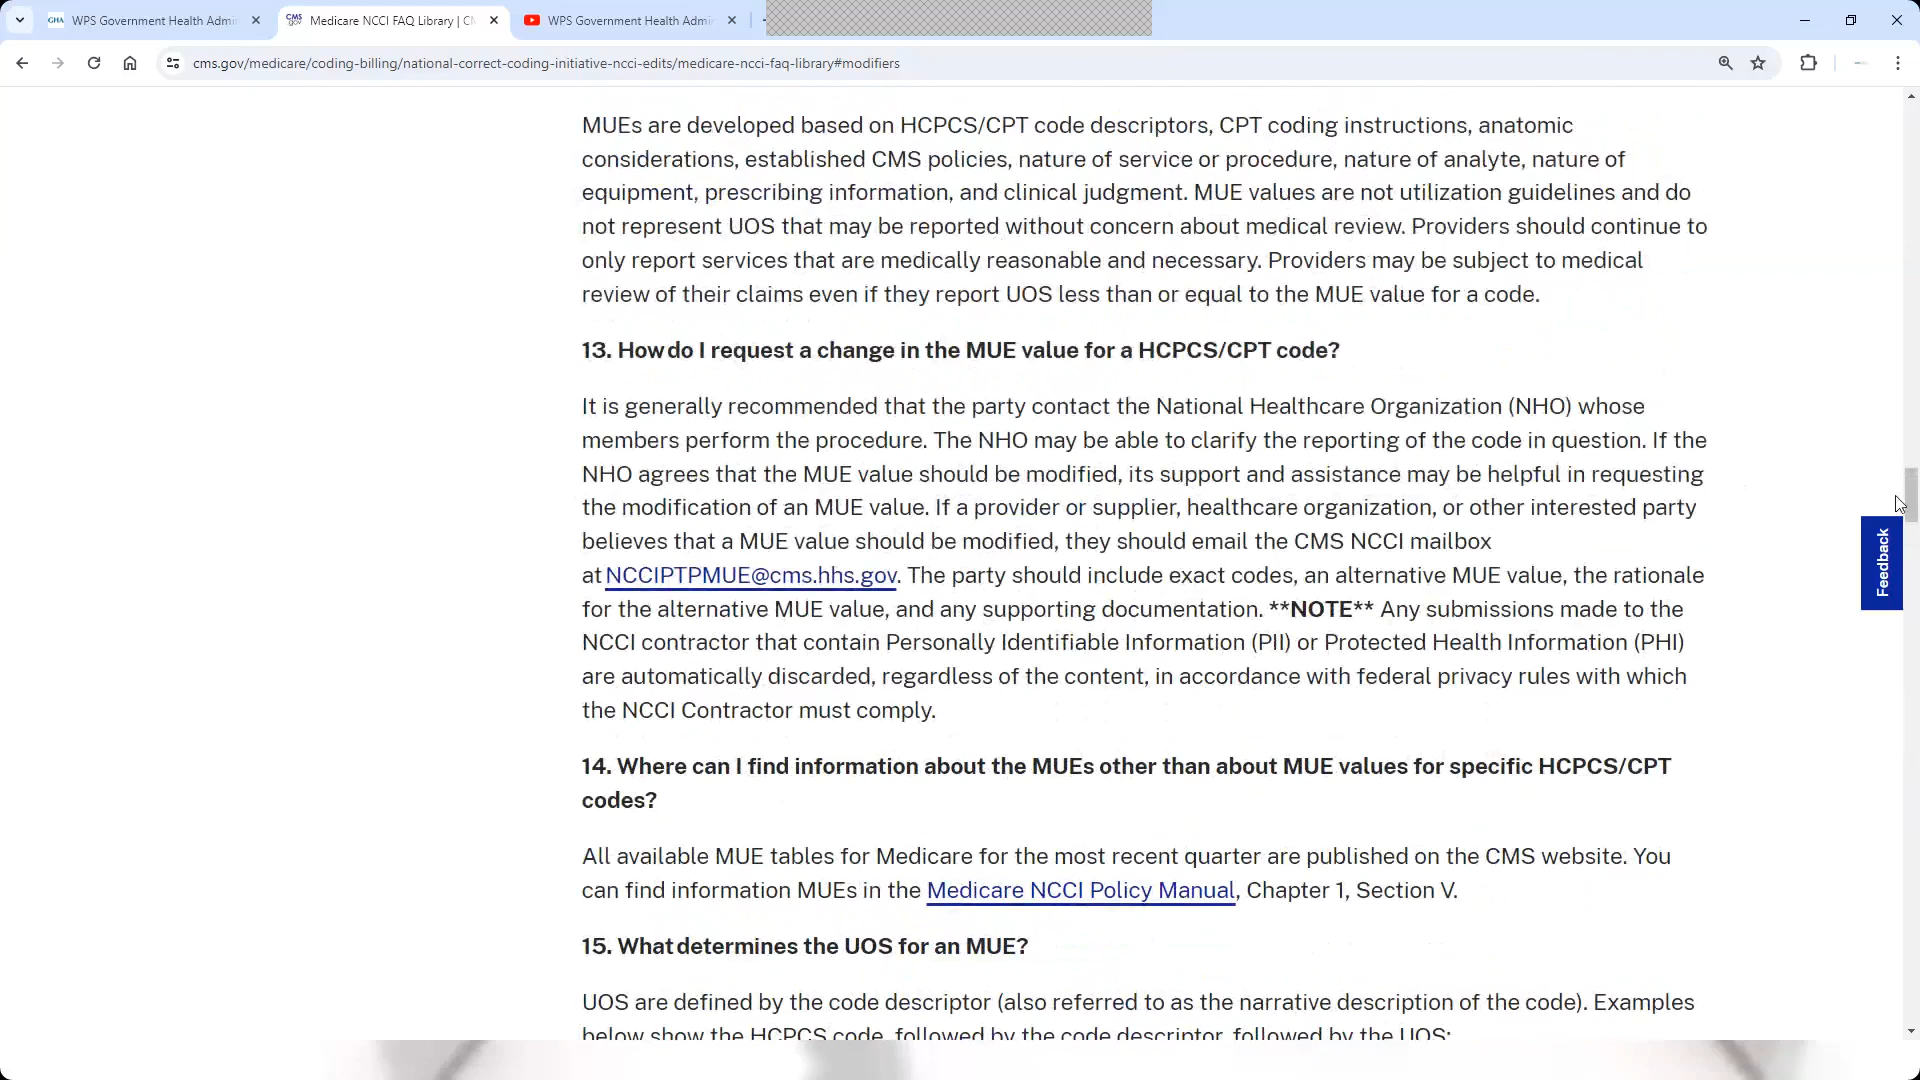 GHA WPS Government Health Admi
CMS.gov Medicare NCCI FAQ Library | CM
WPS Government Health Admi
cms.gov/medicare/coding-billing/national-correct-coding-initiative-ncci-edits/medicare-ncci-faq-library#modifiers
MUEs are developed based on HCPCS/CPT code descriptors, CPT coding instructions, anatomic
considerations, established CMS policies, nature of service or procedure, nature of analyte, nature of
equipment, prescribing information, and clinical judgment. MUE values are not utilization guidelines and do
not represent UOS that may be reported without concern about medical review. Providers should continue to
only report services that are medically reasonable and necessary. Providers may be subject to medical
review of their claims even if they report UOS less than or equal to the MUE value for a code.
13. How do I request a change in the MUE value for a HCPCS/CPT code?
It is generally recommended that the party contact the National Healthcare Organization (NHO) whose
members perform the procedure. The NHO may be able to clarify the reporting of the code in question. If the
NHO agrees that the MUE value should be modified, its support and assistance may be helpful in requesting
the modification of an MUE value. If a provider or supplier, healthcare organization, or other interested party
believes that a MUE value should be modified, they should email the CMS NCCI mailbox
at NCCIPTPMUE@cms.hhs.gov. The party should include exact codes, an alternative MUE value, the rationale
for the alternative MUE value, and any supporting documentation. **NOTE** Any submissions made to the
NCCI contractor that contain Personally Identifiable Information (PII) or Protected Health Information (PHI)
are automatically discarded, regardless of the content, in accordance with federal privacy rules with which
the NCCI Contractor must comply.
Feedback
14. Where can I find information about the MUEs other than about MUE values for specific HCPCS/CPT
codes?
All available MUE tables for Medicare for the most recent quarter are published on the CMS website. You
can find information MUEs in the Medicare NCCI Policy Manual, Chapter 1, Section V.
15. What determines the UOS for an MUE?
UOS are defined by the code descriptor (also referred to as the narrative description of the code). Examples
below show the HCPCS code, followed by the code descriptor, followed by the UOS: